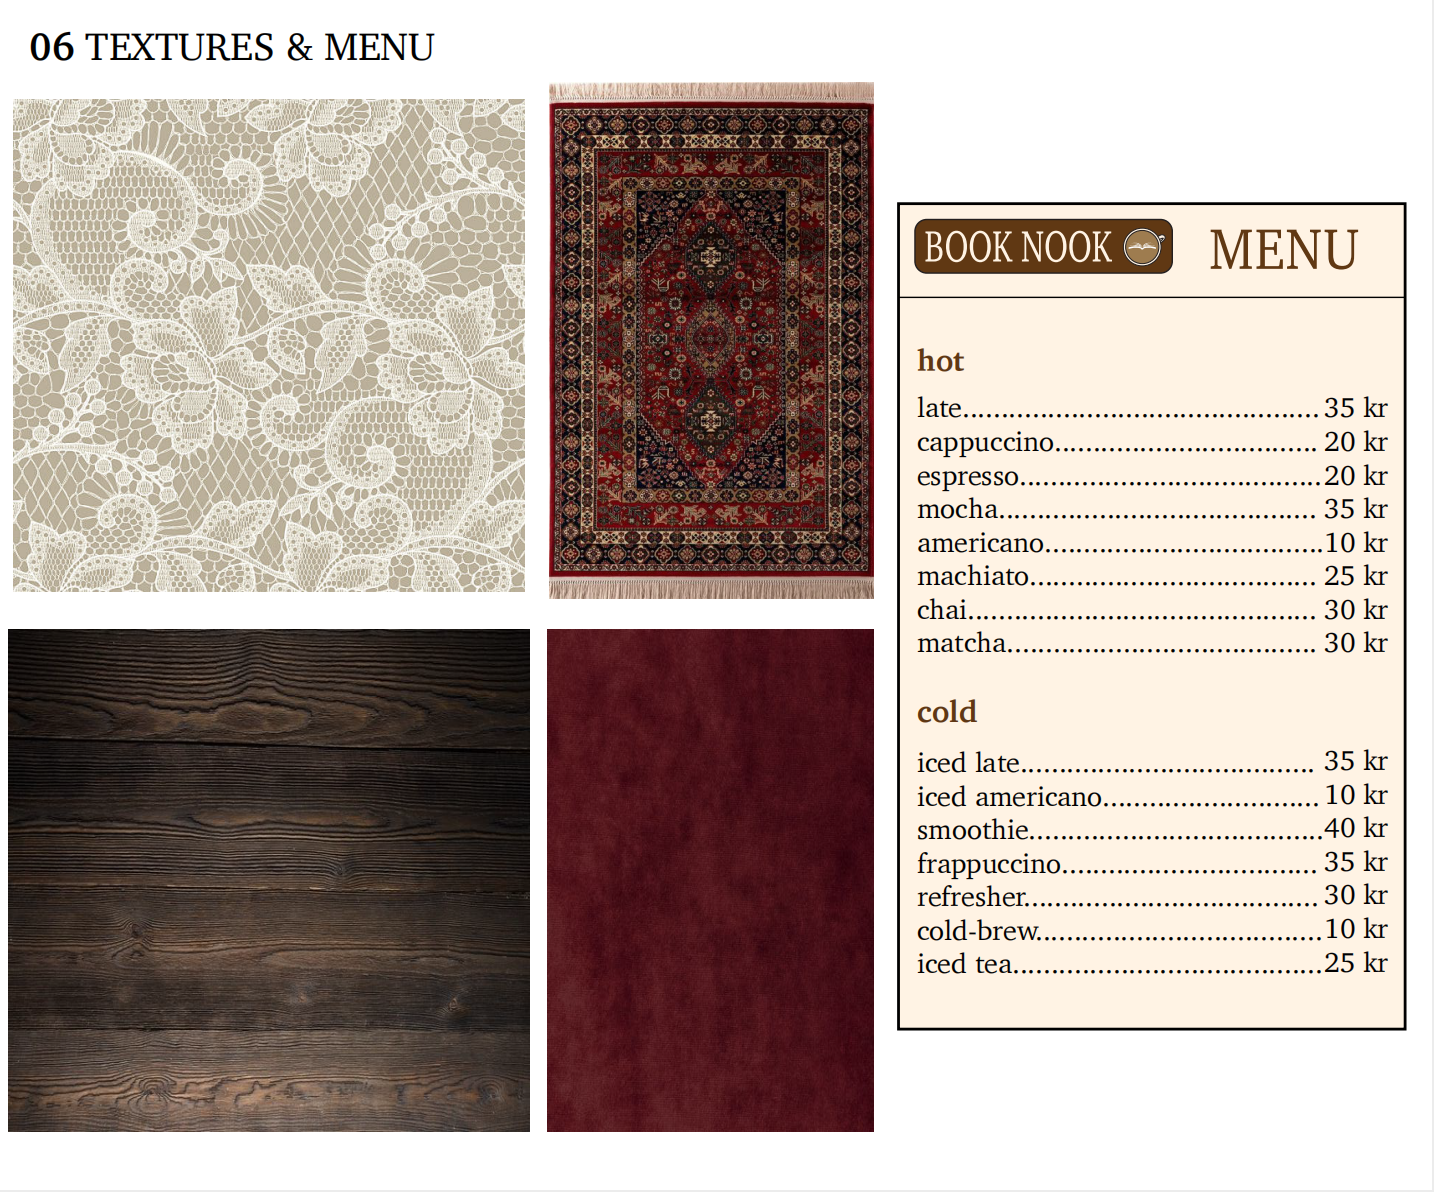 06 TEXTURES & MENU
BOOK NOOK MENU
hot
late................................................ 35 kr
cappuccino.................................. 20 kr
espresso.......................................20 kr
mocha......................................... 35 kr
americano....................................10 kr
machiato..................................... 25 kr
chai............................................. 30 kr
matcha........................................ 30 kr
cold
iced late...................................... 35 kr
iced americano............................ 10 kr
smoothie......................................40 kr
frappuccino................................. 35 kr
refresher...................................... 30 kr
cold-brew.....................................10 kr
iced tea........................................25 kr